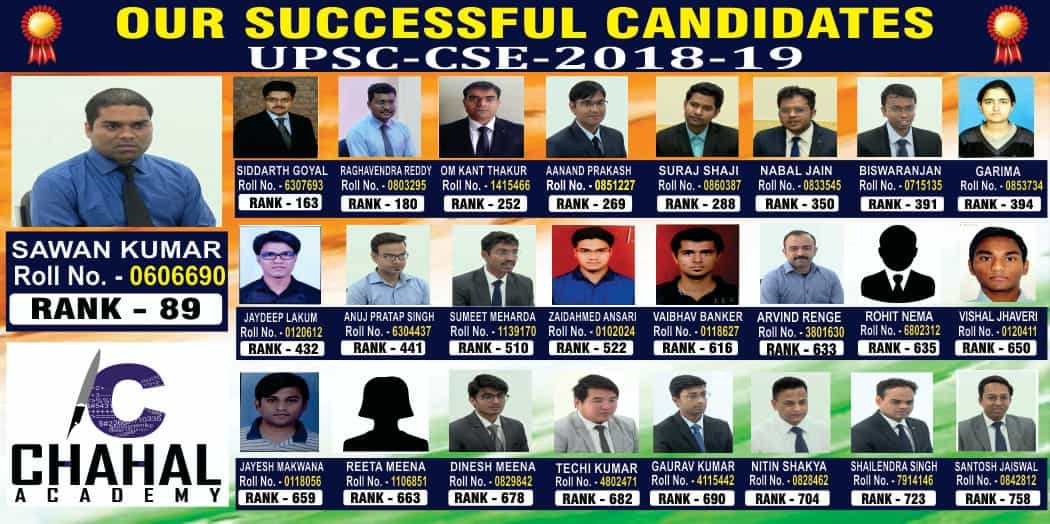 OUR SUCCESSFUL CANDIDATES
UPSC-CSE-2018-19
SAWAN KUMAR
Roll No. - 0606690
RANK - 89
SIDDARTH GOYAL
Roll No. - 6307693
RANK - 163
RAGHAVENDRA REDDY
Roll No. - 0803295
RANK - 180
OM KANT THAKUR
Roll No. - 1415466
RANK - 252
AANAND PRAKASH
Roll No. - 0851227
RANK - 269
SURAJ SHAJI
Roll No. - 0860387
RANK - 288
NABAL JAIN
Roll No. - 0833545
RANK - 350
BISWARANJAN
Roll No. - 0715135
RANK - 391
GARIMA
Roll No. - 0853734
RANK - 394
JAYDEEP LAKUM
Roll No. - 0120612
RANK - 432
ANUJ PRATAP SINGH
Roll No. - 6304437
RANK - 441
SUMEET MEHARDA
Roll No. - 1139170
RANK - 510
ZAIDAHMED ANSARI
Roll No. - 0102024
RANK - 522
VAIBHAV BANKER
Roll No. - 0118627
RANK - 616
ARVIND RENGE
Roll No. - 3801630
RANK - 633
ROHIT NEMA
Roll No. - 6802312
RANK - 635
VISHAL JHAVERI
Roll No. - 0120411
RANK - 650
JAYESH MAKWANA
Roll No. - 0118056
RANK - 659
REETA MEENA
Roll No. - 1106851
RANK - 663
DINESH MEENA
Roll No. - 0829842
RANK - 678
TECHI KUMAR
Roll No. - 4802471
RANK - 682
GAURAV KUMAR
Roll No. - 4115442
RANK - 690
NITIN SHAKYA
Roll No. - 0828462
RANK - 704
SHAILENDRA SINGH
Roll No. - 7914146
RANK - 723
SANTOSH JAISWAL
Roll No. - 0842812
RANK - 758
CHAHAL
ACADEMY